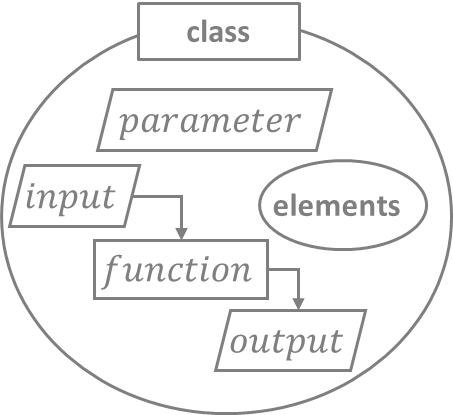 class
parameter
input
elements
function
output